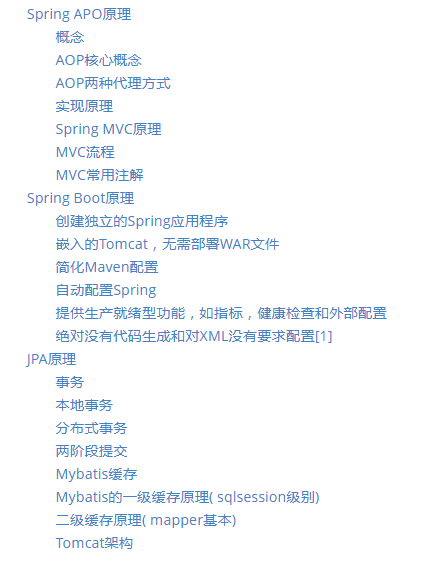 Spring APO原理
概念
AOP核心概念
AOP两种代理方式
实现原理
Spring MVC原理
MVC流程
MVC常用注解
Spring Boot原理
创建独立的Spring应用程序
嵌入的Tomcat，无需部署WAR文件
简化Maven配置
自动配置Spring
提供生产就绪型功能，如指标，健康检查和外部配置
绝对没有代码生成和对XML没有要求配置[1]
JPA原理
事务
本地事务
分布式事务
两阶段提交
Mybatis缓存
Mybatis的一级缓存原理( sqlsession级别)
二级缓存原理( mapper基本)
Tomcat架构